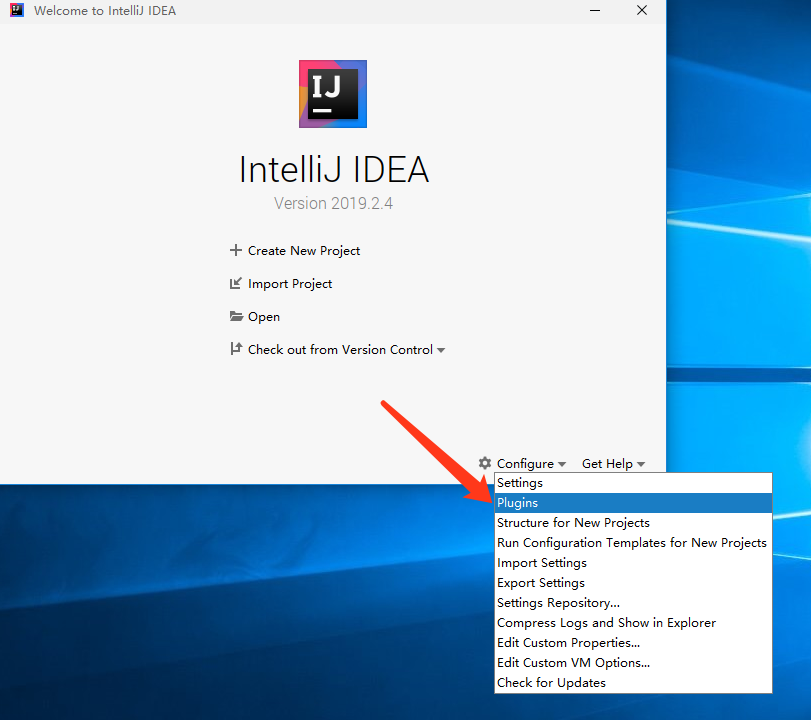 Welcome to IntelliJ IDEA
IJ
IntelliJ IDEA
Version 2019.2.4
Create New Project
Import Project
Open
Check out from Version Control
Configure Get Help
Settings
Plugins
Structure for New Projects
Run Configuration Templates for New Projects
Import Settings
Export Settings
Settings Repository...
Compress Logs and Show in Explorer
Edit Custom Properties...
Edit Custom VM Options...
Check for Updates